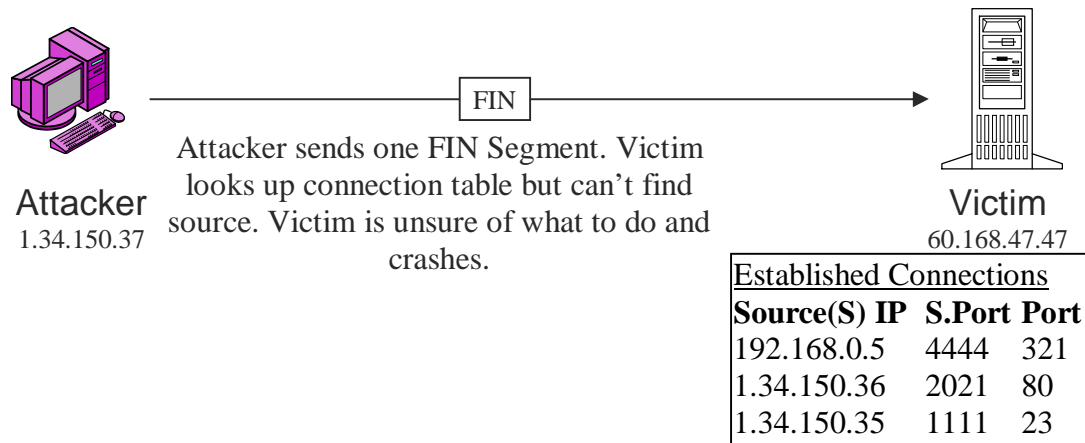 FIN
Attacker sends one FIN Segment. Victim
looks up connection table but can't find
source. Victim is unsure of what to do and
crashes.
Attacker
1.34.150.37
Victim
60.168.47.47
Established Connections
Source(S) IP S.Port Port
192.168.0.5 4444 321
1.34.150.36 2021 80
1.34.150.35 1111 23